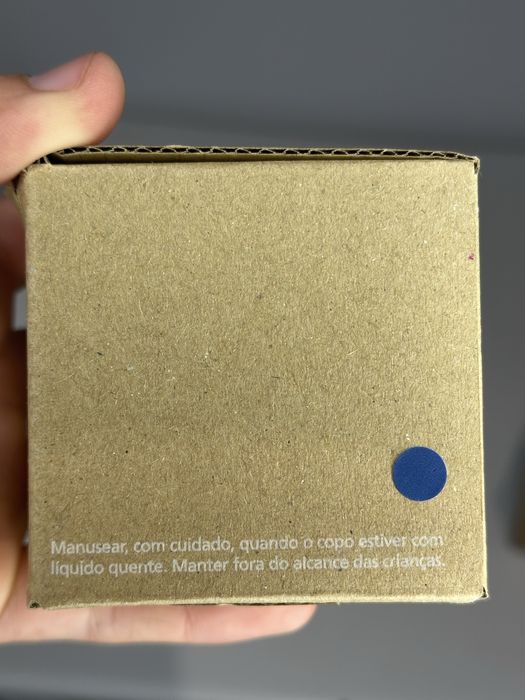 Manusear, com cuidado, quando o copo estiver com
líquido quente. Manter fora do alcance das crianças.